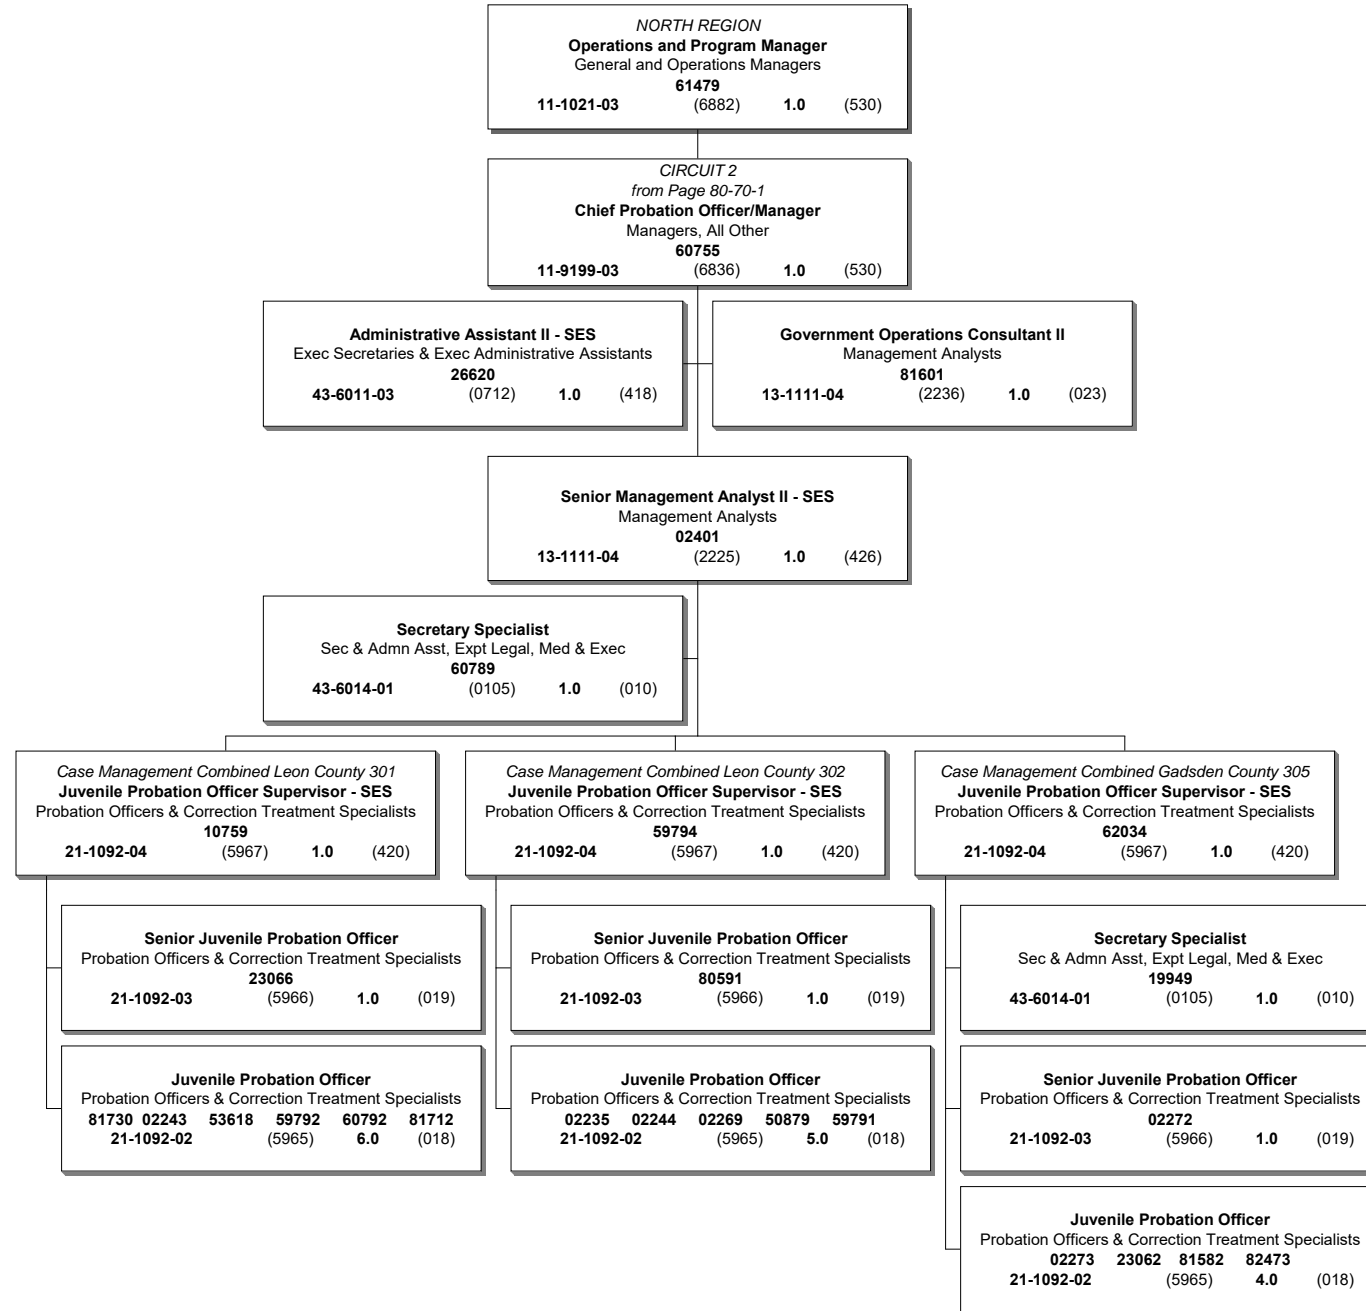 NORTH REGION
Operations and Program Manager
General and Operations Managers
61479
11-1021-03 (6882) 1.0 (530)
CIRCUIT 2
from Page 80-70-1
Chief Probation Officer/Manager
Managers, All Other
60755
11-9199-03 (6836) 1.0 (530)
Administrative Assistant II - SES
Exec Secretaries & Exec Administrative Assistants
26620
43-6011-03 (0712) 1.0 (418)
Government Operations Consultant II
Management Analysts
81601
13-1111-04 (2236) 1.0 (023)
Senior Management Analyst II - SES
Management Analysts
02401
13-1111-04 (2225) 1.0 (426)
Secretary Specialist
Sec & Admn Asst, Expt Legal, Med & Exec
60789
43-6014-01 (0105) 1.0 (010)
Case Management Combined Leon County 301
Juvenile Probation Officer Supervisor - SES
Probation Officers & Correction Treatment Specialists
10759
21-1092-04 (5967) 1.0 (420)
Senior Juvenile Probation Officer
Probation Officers & Correction Treatment Specialists
23066
21-1092-03 (5966) 1.0 (019)
Juvenile Probation Officer
Probation Officers & Correction Treatment Specialists
81730 02243 53618 59792 60792 81712
21-1092-02 (5965) 6.0 (018)
Case Management Combined Leon County 302
Juvenile Probation Officer Supervisor - SES
Probation Officers & Correction Treatment Specialists
59794
21-1092-04 (5967) 1.0 (420)
Senior Juvenile Probation Officer
Probation Officers & Correction Treatment Specialists
80591
21-1092-03 (5966) 1.0 (019)
Juvenile Probation Officer
Probation Officers & Correction Treatment Specialists
02235 02244 02269 50879 59791
21-1092-02 (5965) 5.0 (018)
Case Management Combined Gadsden County 305
Juvenile Probation Officer Supervisor - SES
Probation Officers & Correction Treatment Specialists
62034
21-1092-04 (5967) 1.0 (420)
Secretary Specialist
Sec & Admn Asst, Expt Legal, Med & Exec
19949
43-6014-01 (0105) 1.0 (010)
Senior Juvenile Probation Officer
Probation Officers & Correction Treatment Specialists
02272
21-1092-03 (5966) 1.0 (019)
Juvenile Probation Officer
Probation Officers & Correction Treatment Specialists
02273 23062 81582 82473
21-1092-02 (5965) 4.0 (018)